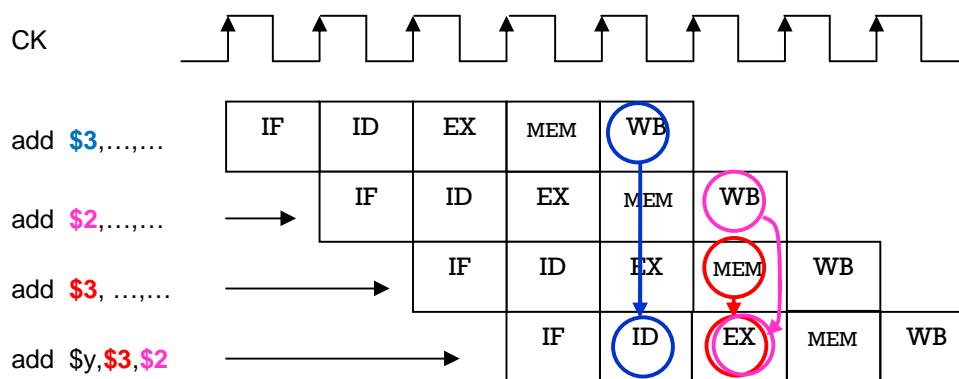 CK
add $3,…,… IF ID EX MEM WB
add $2,…,… IF ID EX MEM WB
add $3, …,… IF ID EX MEM WB
add $y,$3,$2 IF ID EX MEM WB